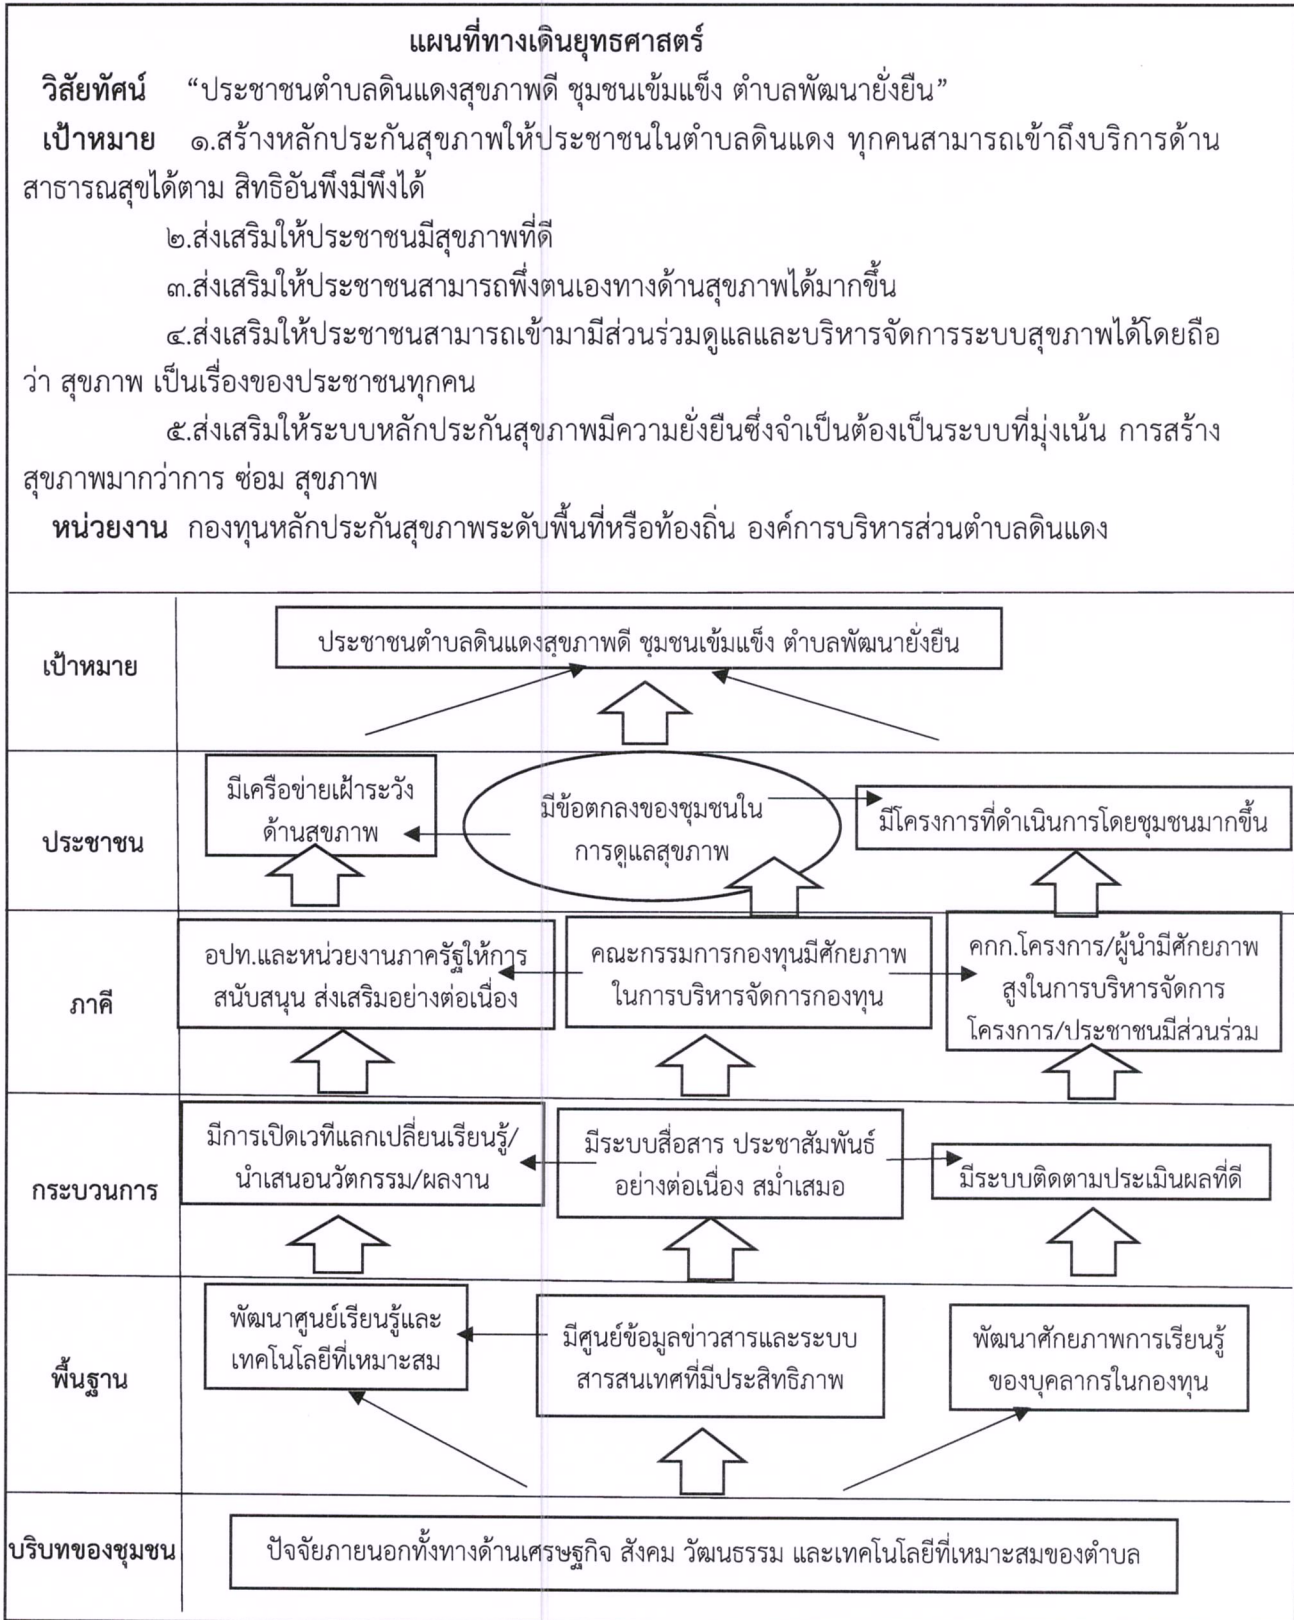 แผนที่ทางเดินยุทธศาสตร์
วิสัยทัศน์ “ประชาชนตำบลดินแดงสุขภาพดี ชุมชนเข้มแข็ง ตำบลพัฒนายั่งยืน”
เป้าหมาย ๑.สร้างหลักประกันสุขภาพให้ประชาชนในตำบลดินแดง ทุกคนสามารถเข้าถึงบริการด้าน
สาธารณสุขได้ตาม สิทธิอันพึงมีพึงได้
๒.ส่งเสริมให้ประชาชนมีสุขภาพที่ดี
๓.ส่งเสริมให้ประชาชนสามารถพึ่งตนเองทางด้านสุขภาพได้มากขึ้น
๔.ส่งเสริมให้ประชาชนสามารถเข้ามามีส่วนร่วมดูแลและบริหารจัดการระบบสุขภาพได้โดยถือ
ว่า สุขภาพ เป็นเรื่องของประชาชนทุกคน
๕.ส่งเสริมให้ระบบหลักประกันสุขภาพมีความยั่งยืนซึ่งจำเป็นต้องเป็นระบบที่มุ่งเน้น การสร้าง
สุขภาพมากว่าการ ซ่อม สุขภาพ
หน่วยงาน กองทุนหลักประกันสุขภาพระดับพื้นที่หรือท้องถิ่น องค์การบริหารส่วนตำบลดินแดง
เป้าหมาย
ประชาชนตำบลดินแดงสุขภาพดี ชุมชนเข้มแข็ง ตำบลพัฒนายั่งยืน
ประชาชน
มีเครือข่ายเฝ้าระวัง
ด้านสุขภาพ
มีข้อตกลงของชุมชนใน
การดูแลสุขภาพ
มีโครงการที่ดำเนินการโดยชุมชนมากขึ้น
ภาคี
อปท.และหน่วยงานภาครัฐให้การ
สนับสนุน ส่งเสริมอย่างต่อเนื่อง
คณะกรรมการกองทุนมีศักยภาพ
ในการบริหารจัดการกองทุน
คกก.โครงการ/ผู้นำมีศักยภาพ
สูงในการบริหารจัดการ
โครงการ/ประชาชนมีส่วนร่วม
กระบวนการ
มีการเปิดเวทีแลกเปลี่ยนเรียนรู้/
นำเสนอนวัตกรรม/ผลงาน
มีระบบสื่อสาร ประชาสัมพันธ์
อย่างต่อเนื่อง สม่ำเสมอ
มีระบบติดตามประเมินผลที่ดี
พื้นฐาน
พัฒนาศูนย์เรียนรู้และ
เทคโนโลยีที่เหมาะสม
มีศูนย์ข้อมูลข่าวสารและระบบ
สารสนเทศที่มีประสิทธิภาพ
พัฒนาศักยภาพการเรียนรู้
ของบุคลากรในกองทุน
บริบทของชุมชน
ปัจจัยภายนอกทั้งทางด้านเศรษฐกิจ สังคม วัฒนธรรม และเทคโนโลยีที่เหมาะสมของตำบล